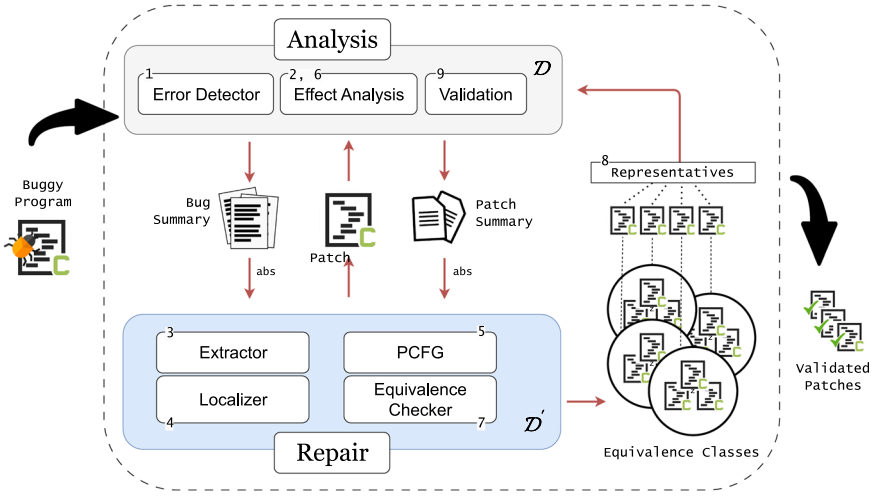 Analysis
1
2, 6
9
𝒟
Error Detector
Effect Analysis
Validation
8
Representatives
Buggy
Program
Bug
Summary
Patch
Patch
Summary
C
C
C C C C
abs
abs
3
5
Extractor
PCFG
Localizer
Equivalence
Checker
4
7
𝒟'
Repair
Equivalence Classes
Validated
Patches